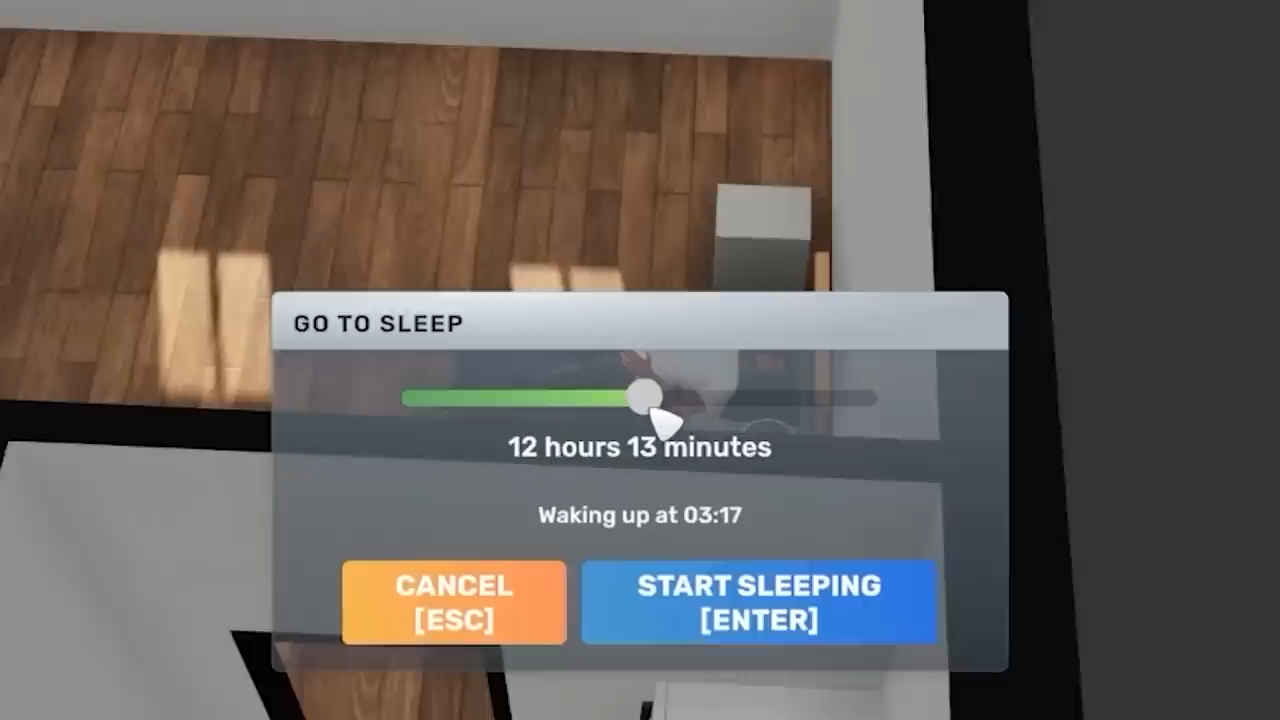 GO TO SLEEP
12 hours 13 minutes
Waking up at 03:17
CANCEL
[ESC]
START SLEEPING
[ENTER]